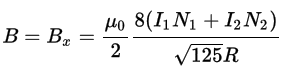 $B = B_x = \frac{\mu_0}{2} \frac{8(I_1 N_1 + I_2 N_2)}{\sqrt{125} R}$